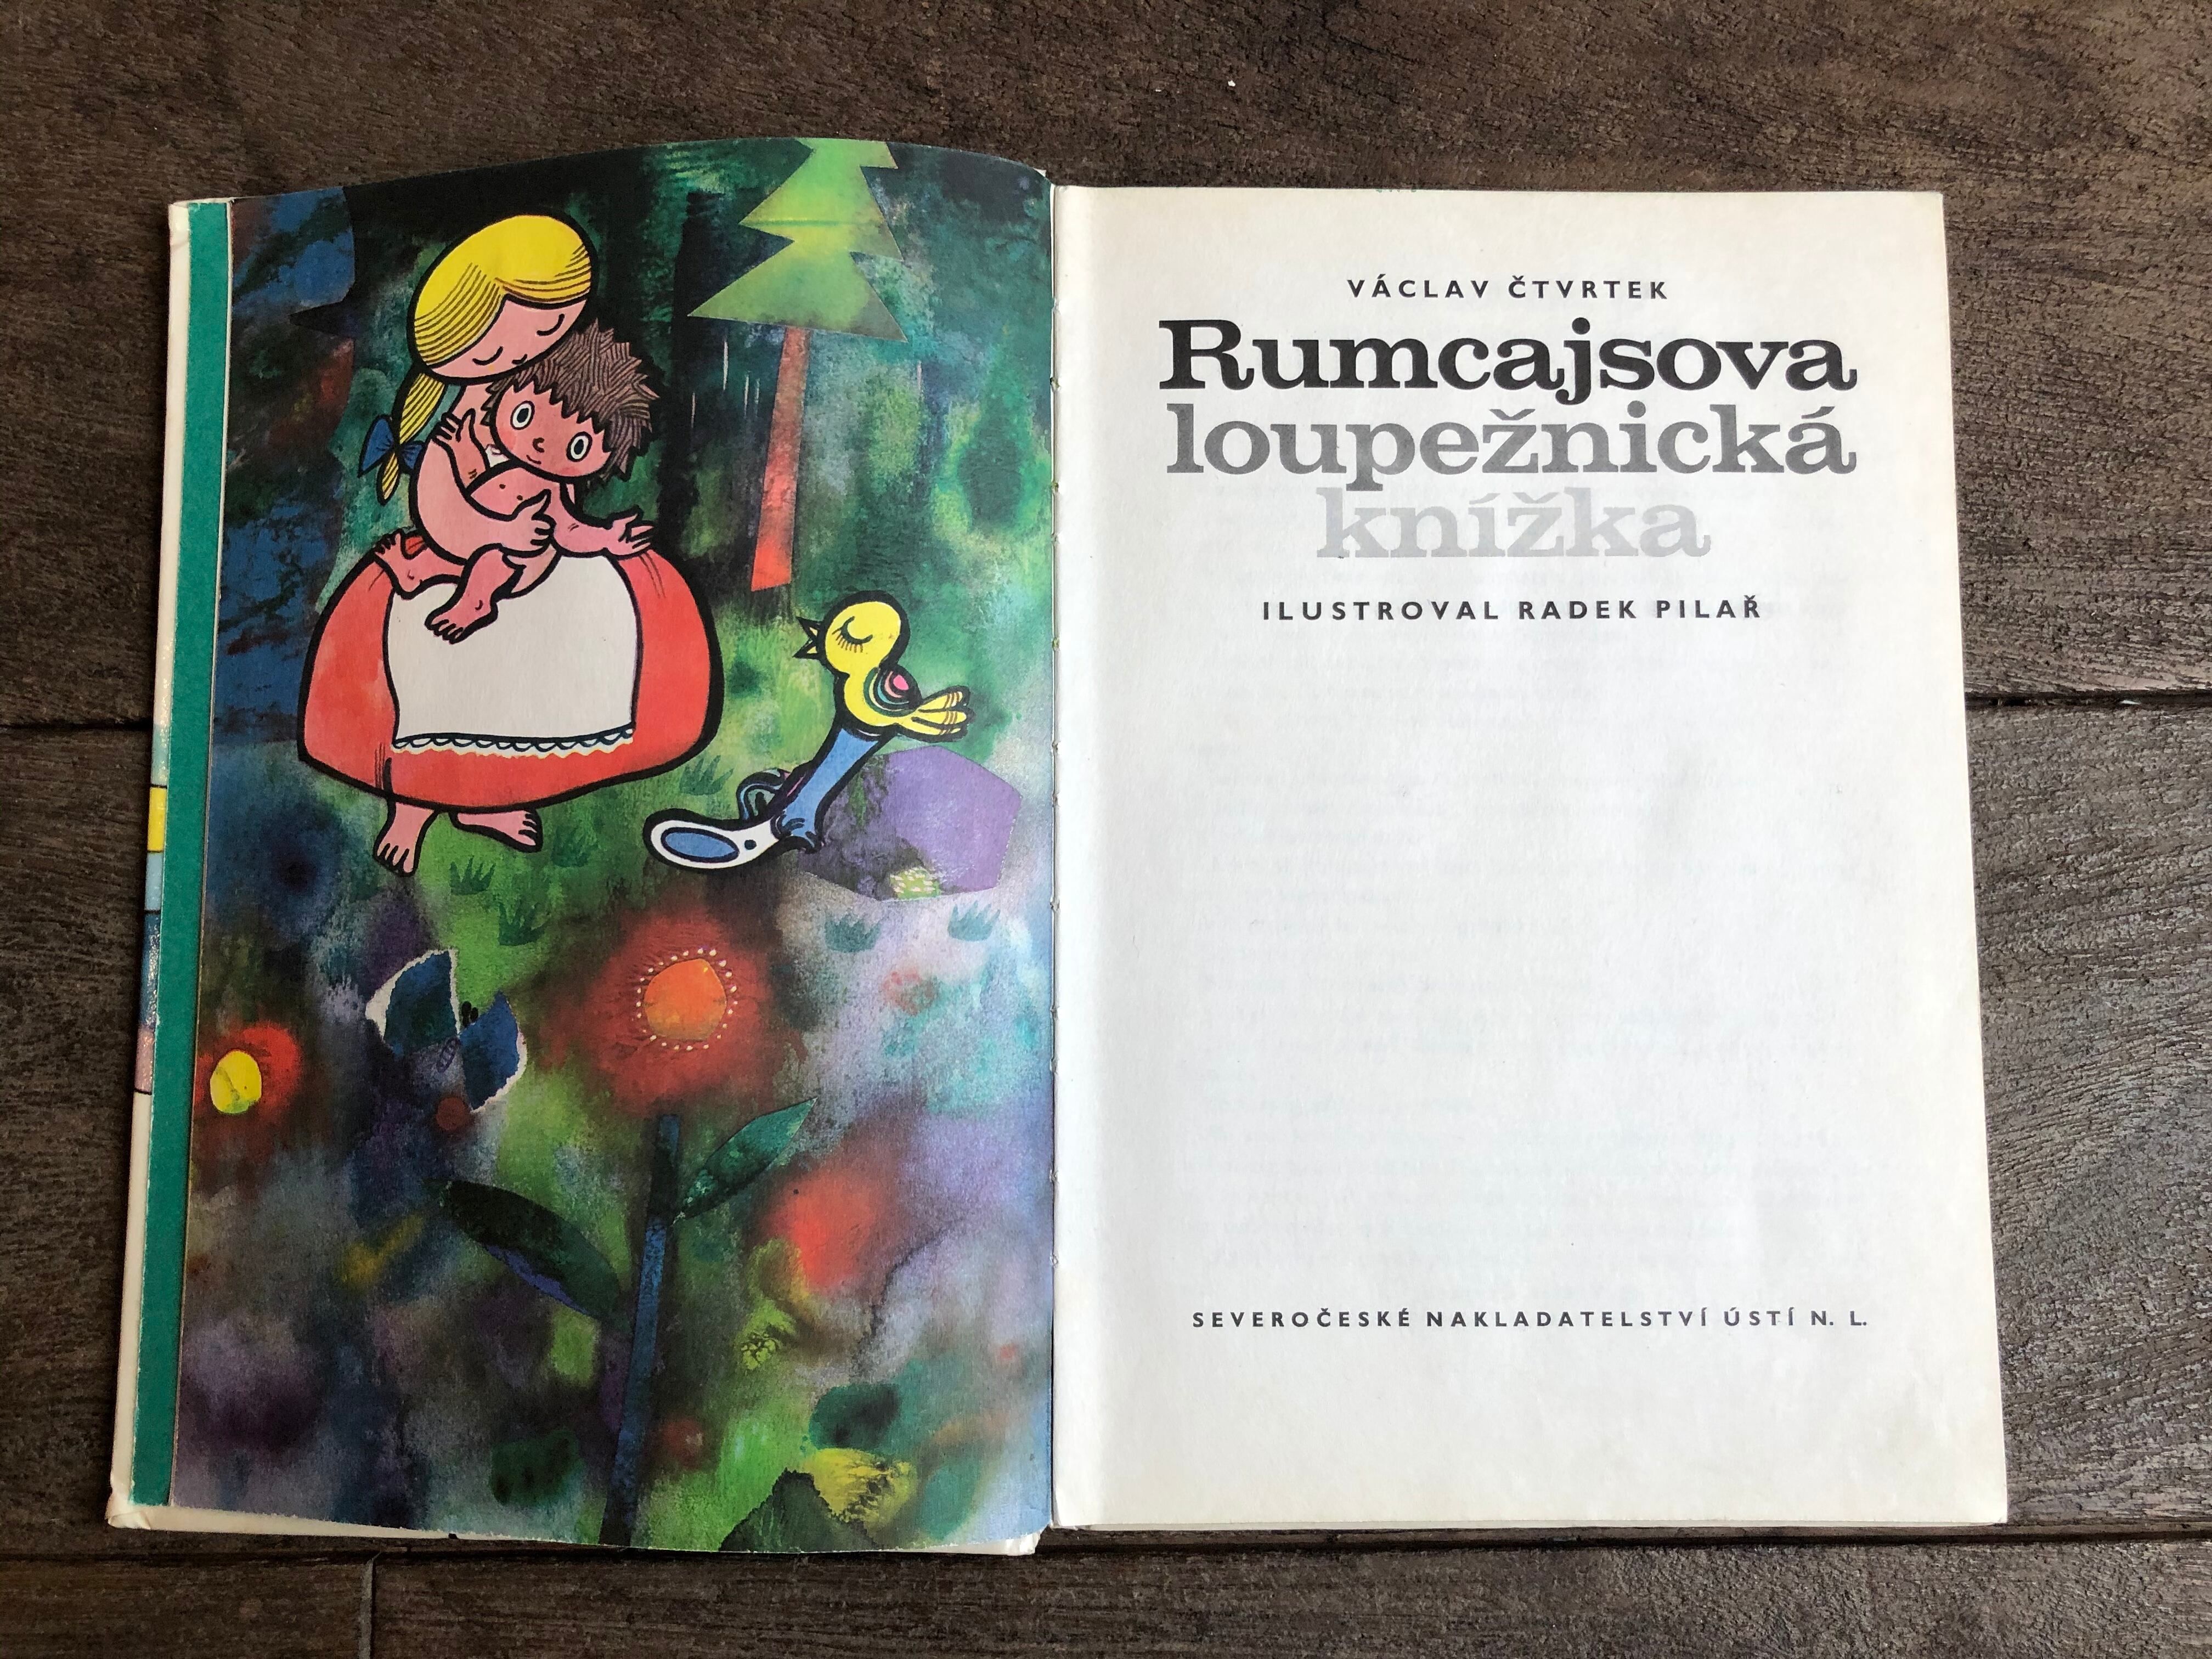 VÁCLAV ČTVRTEK
Rumcajsova
loupežnická
knížka
ILUSTROVAL RADEK PILAŘ
SEVEROČESKÉ NAKLADATELSTVÍ ÚSTÍ N. L.